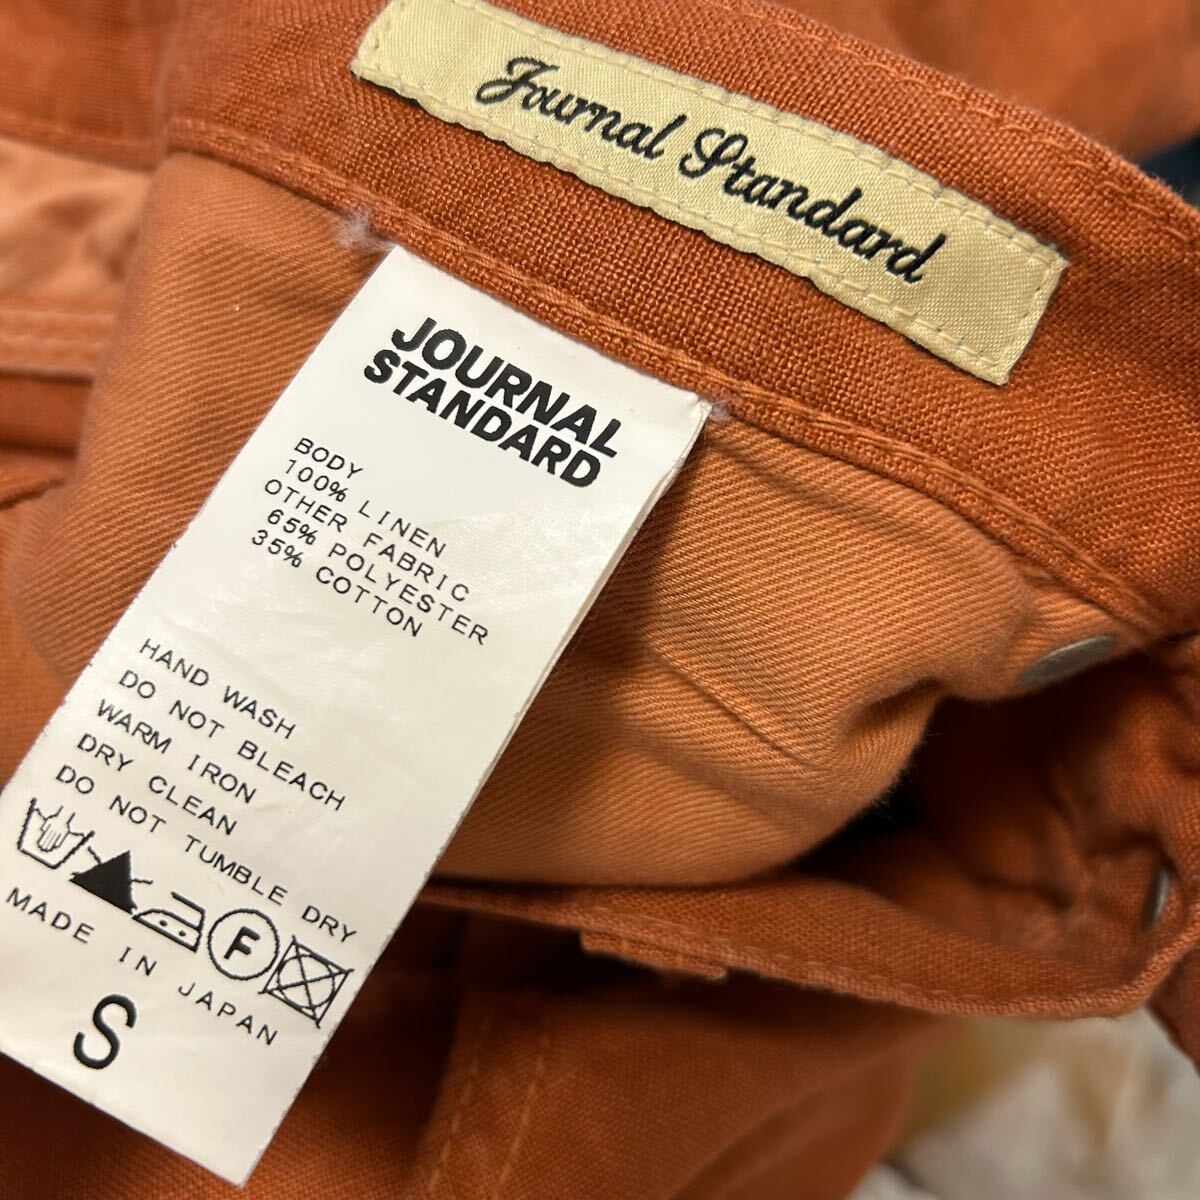 Journal Standard
JOURNAL
STANDARD
BODY
100% LINEN
OTHER FABRIC
65% POLYESTER
35% COTTON
HAND WASH
DO NOT BLEACH
WARM IRON
DRY CLEAN
DO NOT TUMBLE DRY
F
MADE IN JAPAN
S